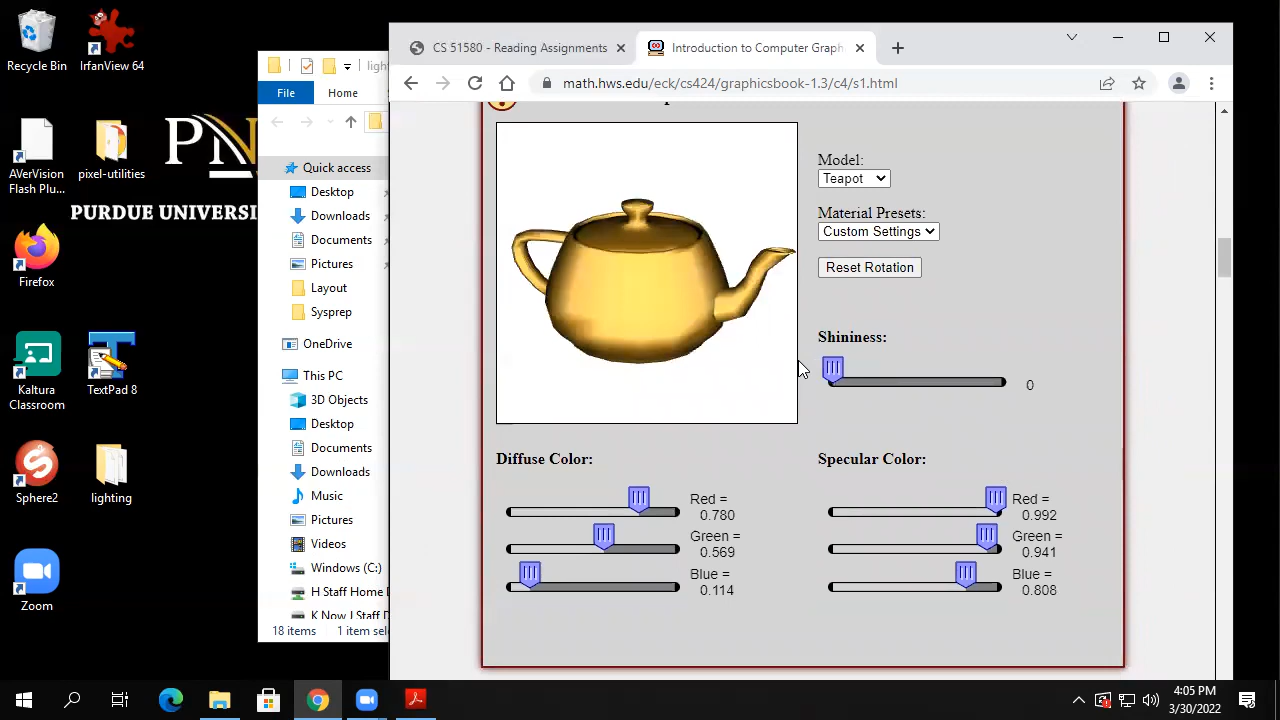 Recycle Bin
IrfanView 64
AVerVision
Flash Plu...
pixel-utilities
PN
PURDUE UNIVERSI
Firefox
Kaltura
Classroom
TextPad 8
Sphere2
lighting
Zoom
File
Home
Quick access
Desktop
Downloads
Documents
Pictures
Layout
Sysprep
OneDrive
This PC
3D Objects
Desktop
Documents
Downloads
Music
Pictures
Videos
Windows (C:)
H Staff Home D
K Now J Staff D
18 items
1 item sele
CS 51580 - Reading Assignments
Introduction to Computer Graph
math.hws.edu/eck/cs424/graphicsbook-1.3/c4/s1.html
Model:
Teapot
Material Presets:
Custom Settings
Reset Rotation
Shininess:
0
Diffuse Color:
Red =
0.780
Green =
0.569
Blue =
0.114
Specular Color:
Red =
0.992
Green =
0.941
Blue =
0.808
4:05 PM
3/30/2022